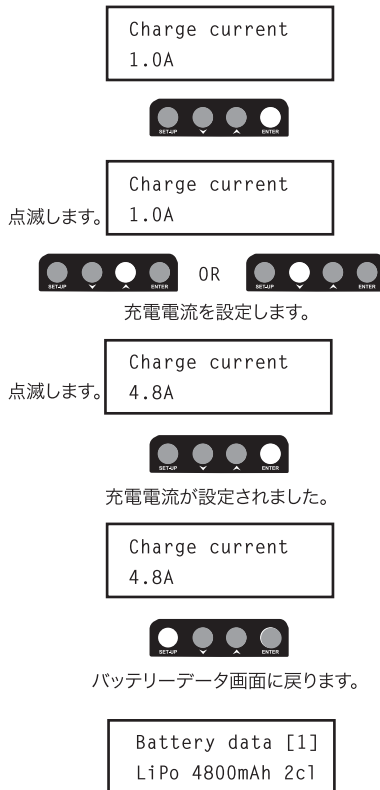 Charge current
1.0A
SET-UP ENTER
Charge current
点滅します。 1.0A
SET-UP ENTER OR SET-UP ENTER
充電電流を設定します。
Charge current
点滅します。 4.8A
SET-UP ENTER
充電電流が設定されました。
Charge current
4.8A
SET-UP ENTER
バッテリーデータ画面に戻ります。
Battery data [1]
LiPo 4800mAh 2cl